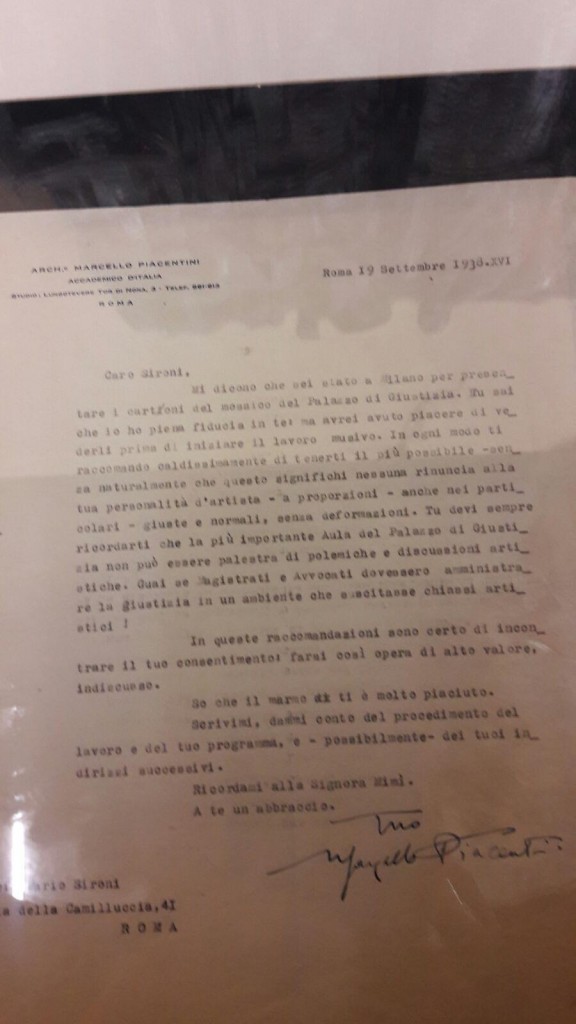 ARCH.º MARCELLO PIACENTINI
ACCADEMICO D'ITALIA
STUDIO: LUNGOTEVERE TOR DI NONA, 3 - TELEF.
ROMA
Roma 19 Settembre 1938.XVI
Caro Sironi,
Mi dicono che sei stato a Milano per presen_
tare i cartfoni del mosaico del Palazzo di Giustizia. Tu sai
che io ho piena fiducia in te: ma avrei avuto piacere di ve_
derli prima di iniziare il lavoro musivo. In ogni modo ti
raccomando caldissimamente di tenerti il più possibile -sen_
za naturalmente che questo significhi nessuna rinuncia alla
tua personalità d'artista - a proporzioni - anche nei parti_
colari - giuste e normali, senza deformazioni. Tu devi sempre
ricordarti che la più importante Aula del Palazzo di Giusti_
zia non può essere palestra di polemiche e discussioni arti_
stiche. Guai se Magistrati e Avvocati dovessero amministra_
re la giustizia in un ambiente che suscitasse chiassi arti_
stici !
In queste raccomandazioni sono certo di incon_
trare il tuo consentimento: farai così opera di alto valore,
indiscusso.
So che il marmo ti è molto piaciuto.
Scrivimi, dammi conto del procedimento del
lavoro e del tuo programma, e - possibilmente- dei tuoi in_
dirizzi successivi.
Ricordami alla Signora Mimì.
A te un abbraccio.
Tuo
Marcello Piacentini
Mario Sironi
a della Camilluccia,41
ROMA